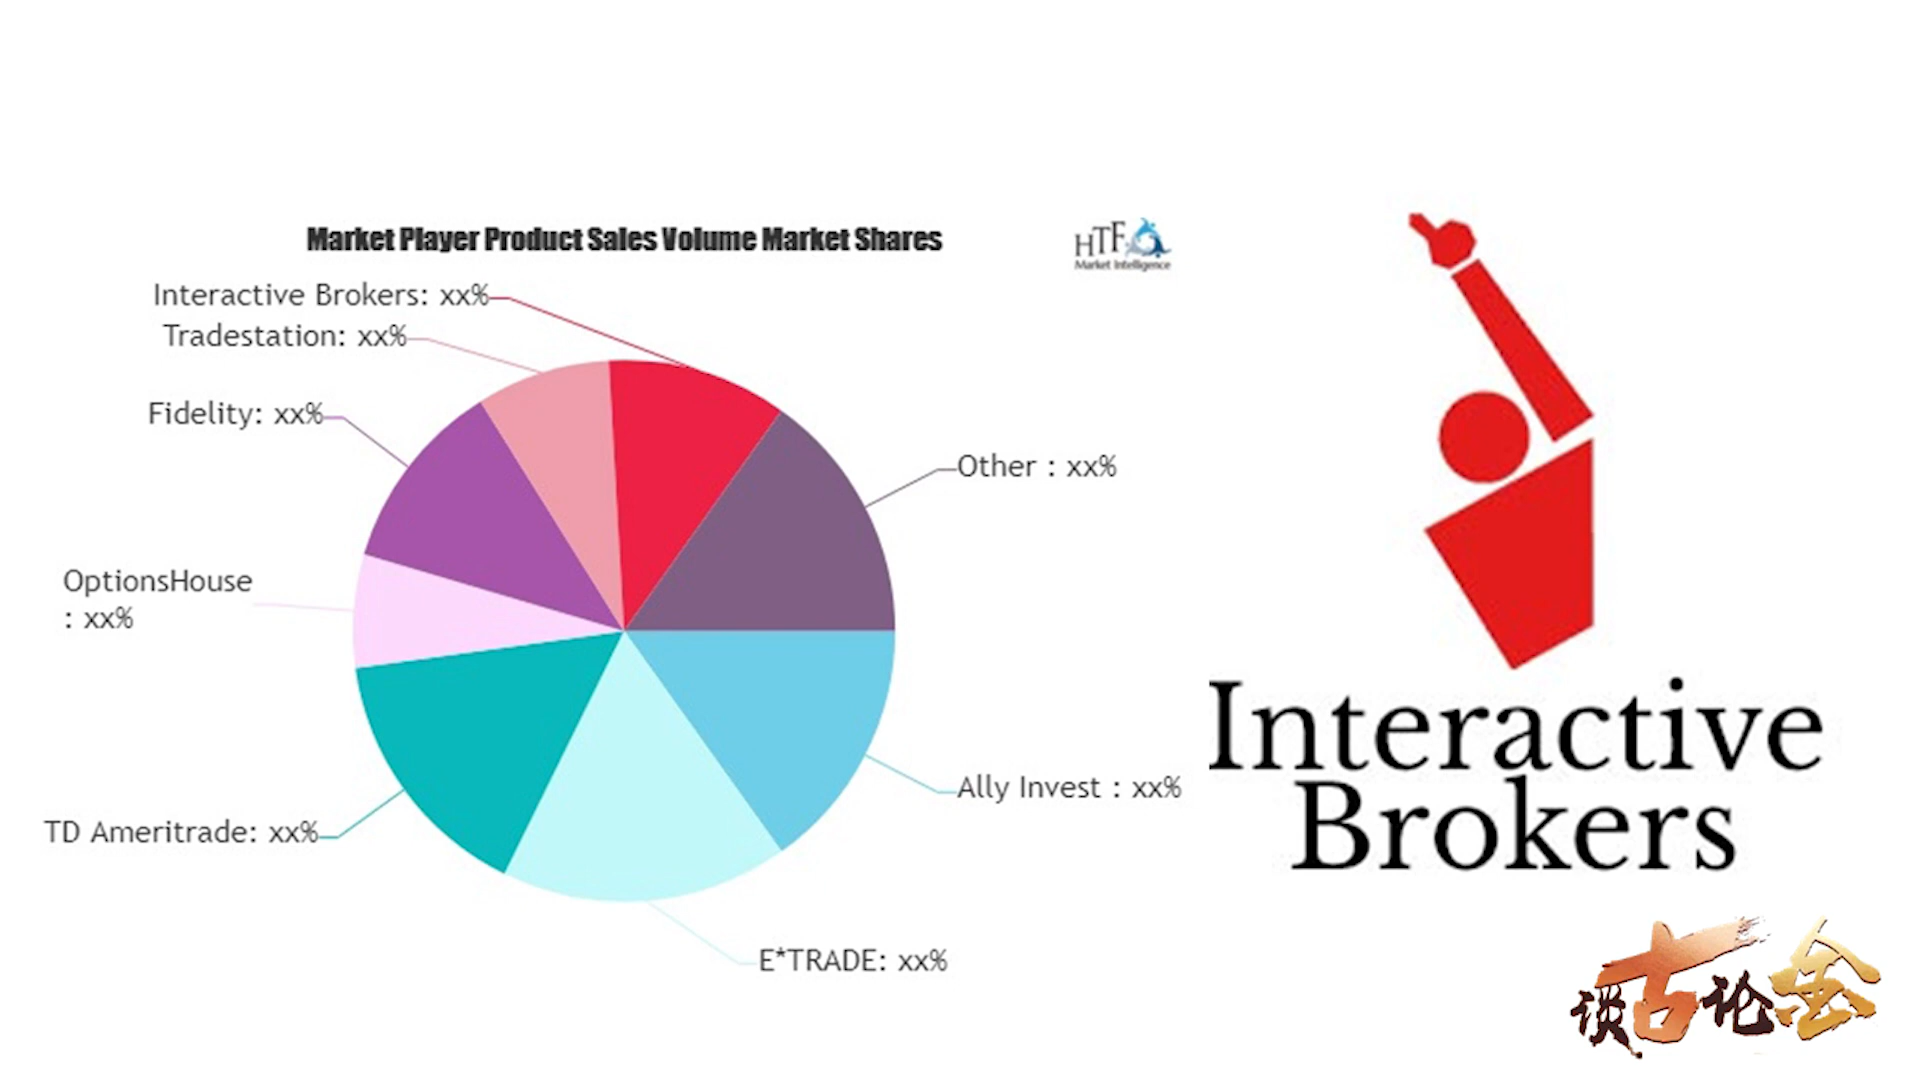 Market Player Product Sales Volume Market Shares
HTF
Market Intelligence
Interactive Brokers: xx%
Tradestation: xx%
Fidelity: xx%
Other : xx%
OptionsHouse
: xx%
Ally Invest : xx%
TD Ameritrade: xx%
E*TRADE: xx%
Interactive
Brokers
谈古论金